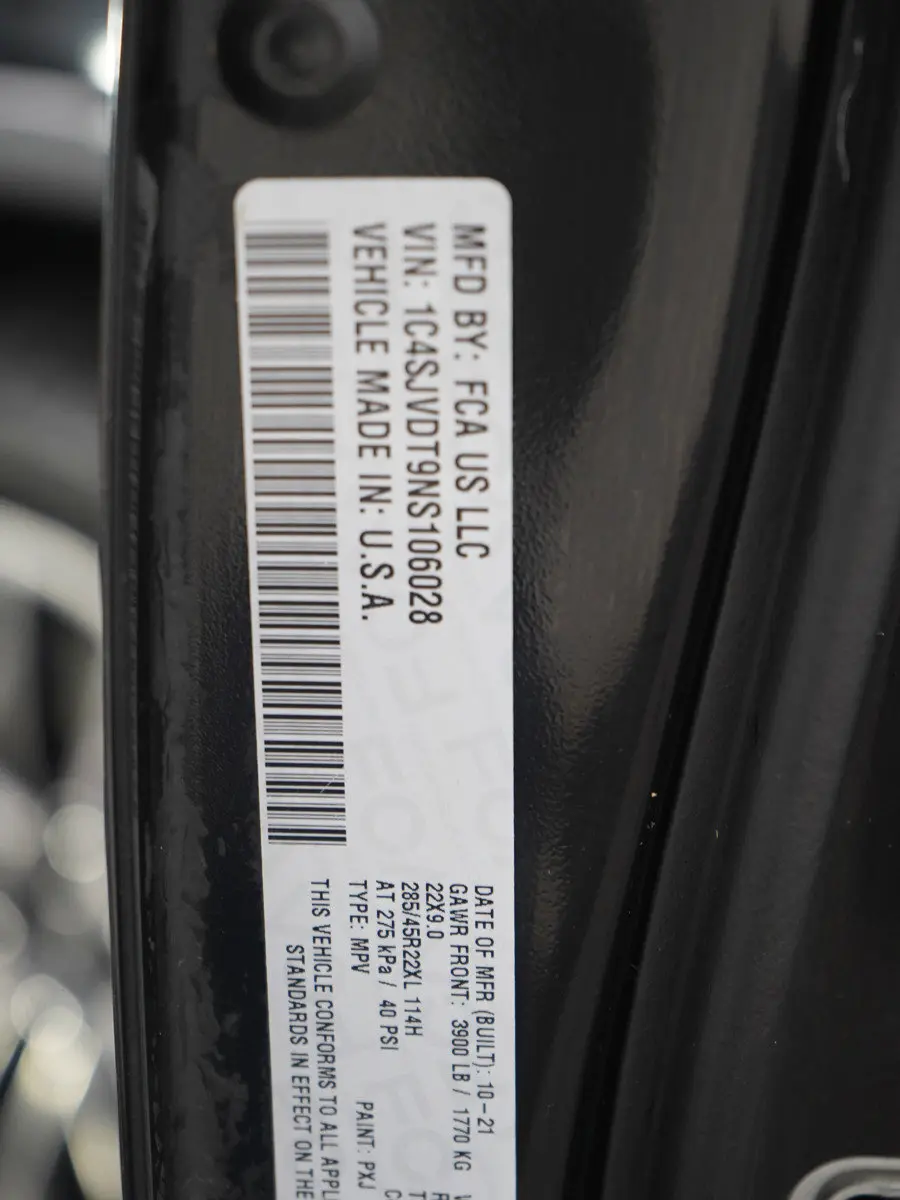 MFD BY: FCA US LLC
VIN: 1C4SJVDT9NS106028
VEHICLE MADE IN: U.S.A.
DATE OF MFR (BUILT): 10-21
GAWR FRONT: 3900 LB / 1770 KG
22X9.0
285/45R22XL 114H
AT 275 kPa / 40 PSI
TYPE: MPV PAINT: PXJ
THIS VEHICLE CONFORMS TO ALL APPLI
STANDARDS IN EFFECT ON THE